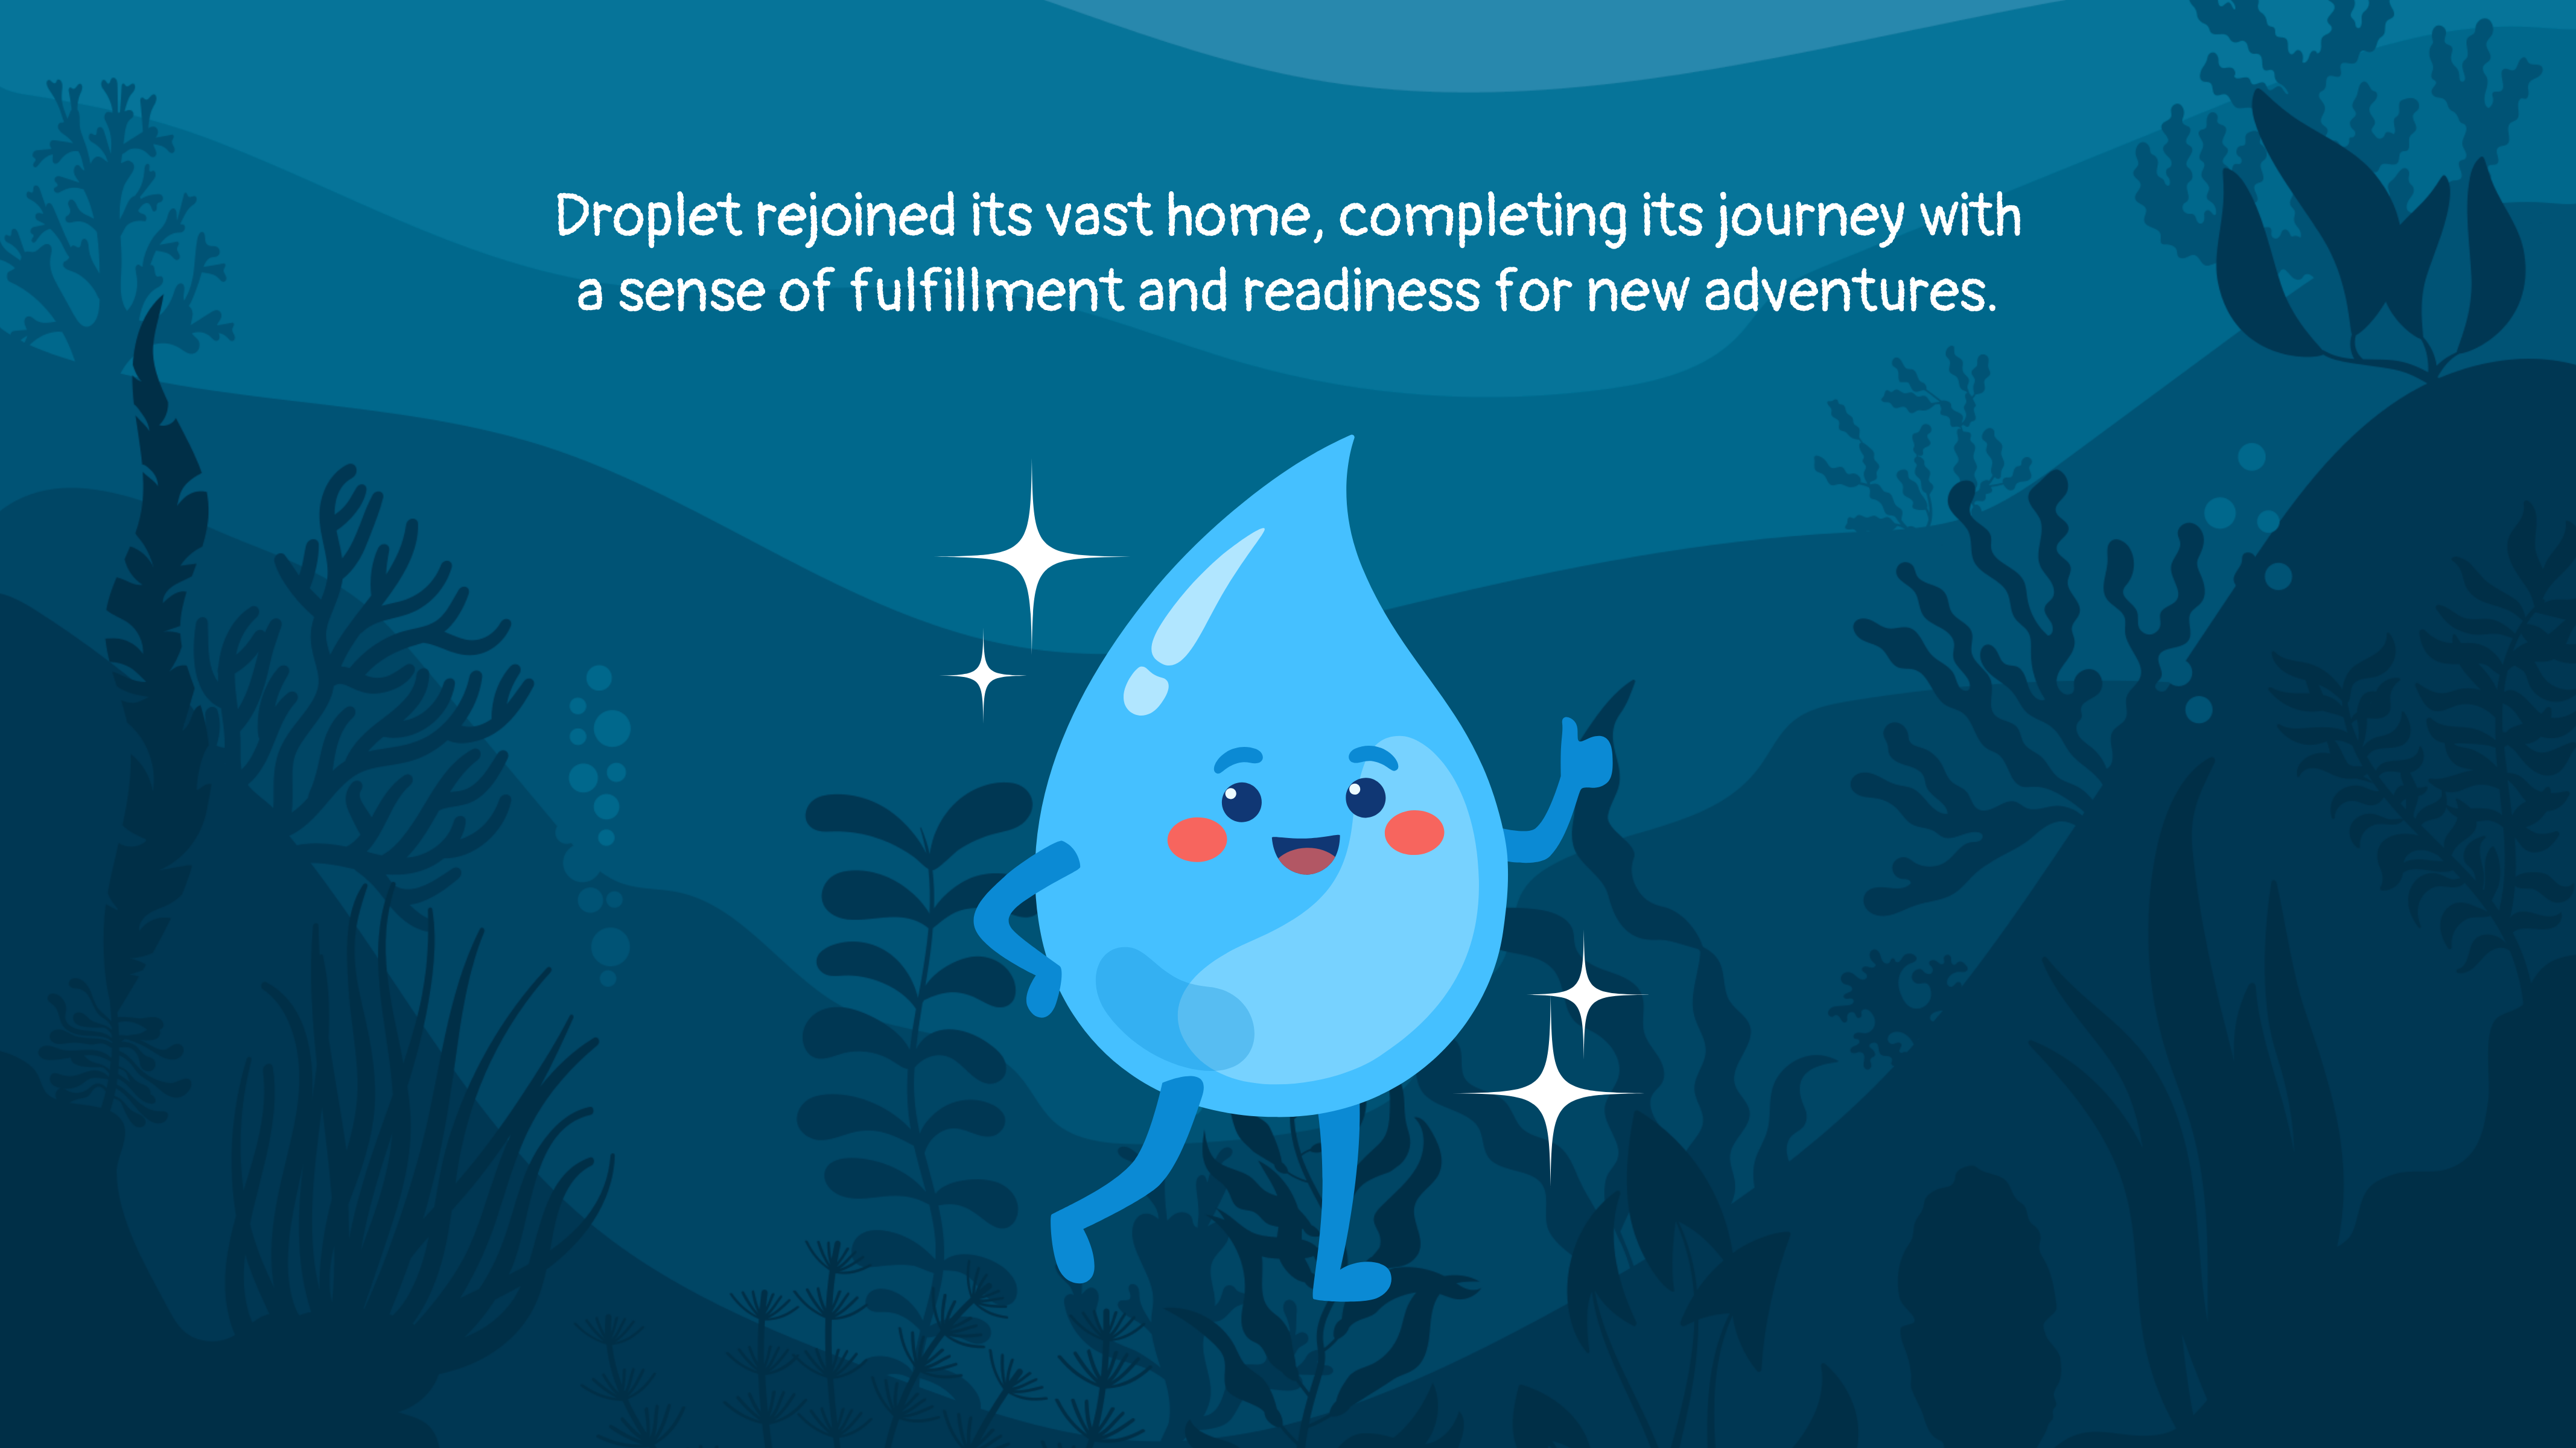 Droplet rejoined its vast home, completing its journey with
a sense of fulfillment and readiness for new adventures.